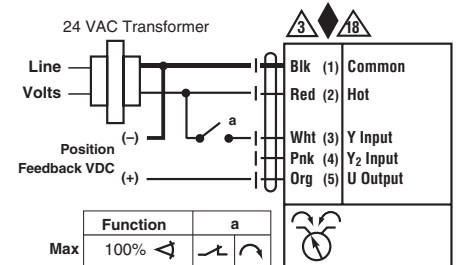 24 VAC Transformer
3
18
Line
Volts
Blk (1) Common
Red (2) Hot
a
Position
Feedback VDC
(–)
(+)
Wht (3) Y Input
Pnk (4) Y2 Input
Org (5) U Output
Function a
Max 100%